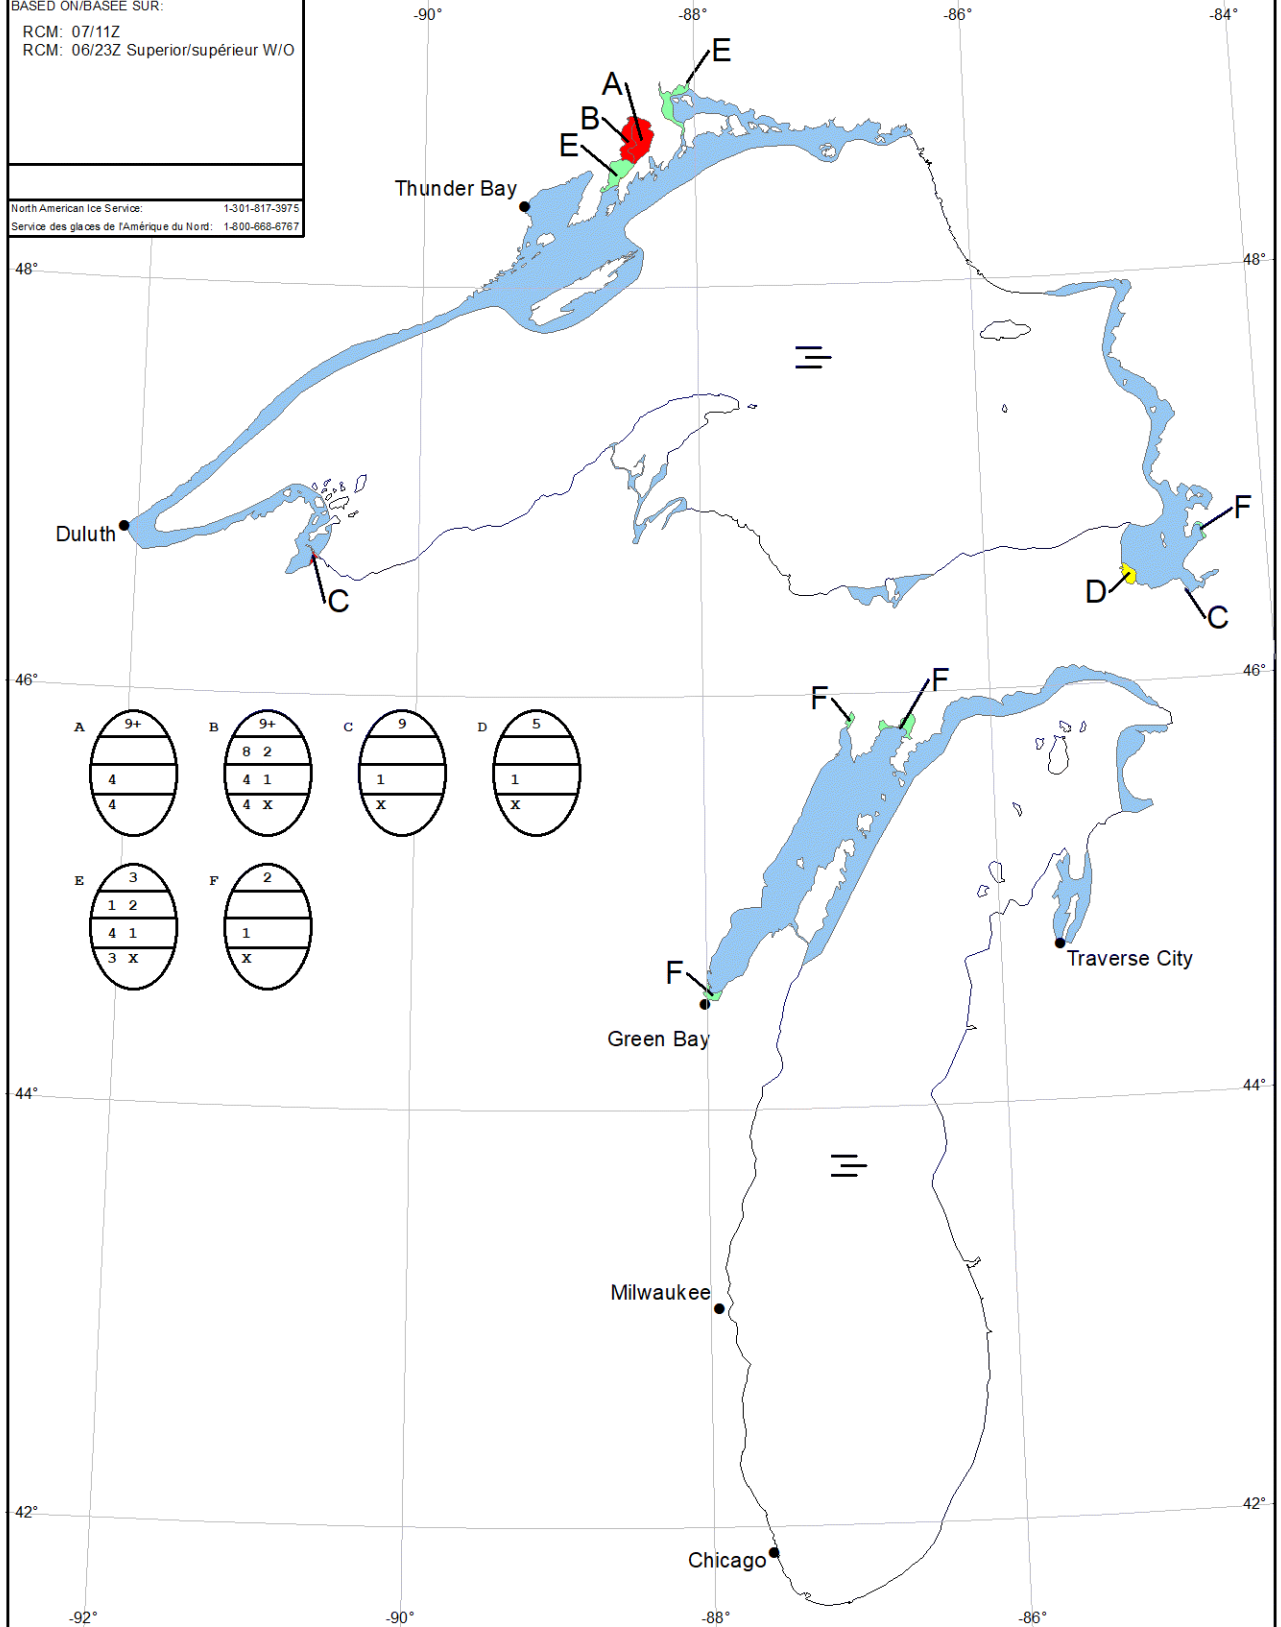 BASED ON/BASÉE SUR:
RCM: 07/11Z
RCM: 06/23Z Superior/supérieur W/O
North American Ice Service: 1-301-817-3975
Service des glaces de l'Amérique du Nord: 1-800-668-6767
-90° -88° -86° -84°
E
A
B
E
Thunder Bay
48° 48°
Duluth
F
D
C
C
46° 46°
F F
A 9+ B 9+ C 9 D 5
8 2
4 4 1 1 1
4 4 X X X
E 3 F 2
1 2
4 1 1
3 X X
Traverse City
F
Green Bay
44° 44°
Milwaukee
42° 42°
Chicago
-92° -90° -88° -86°